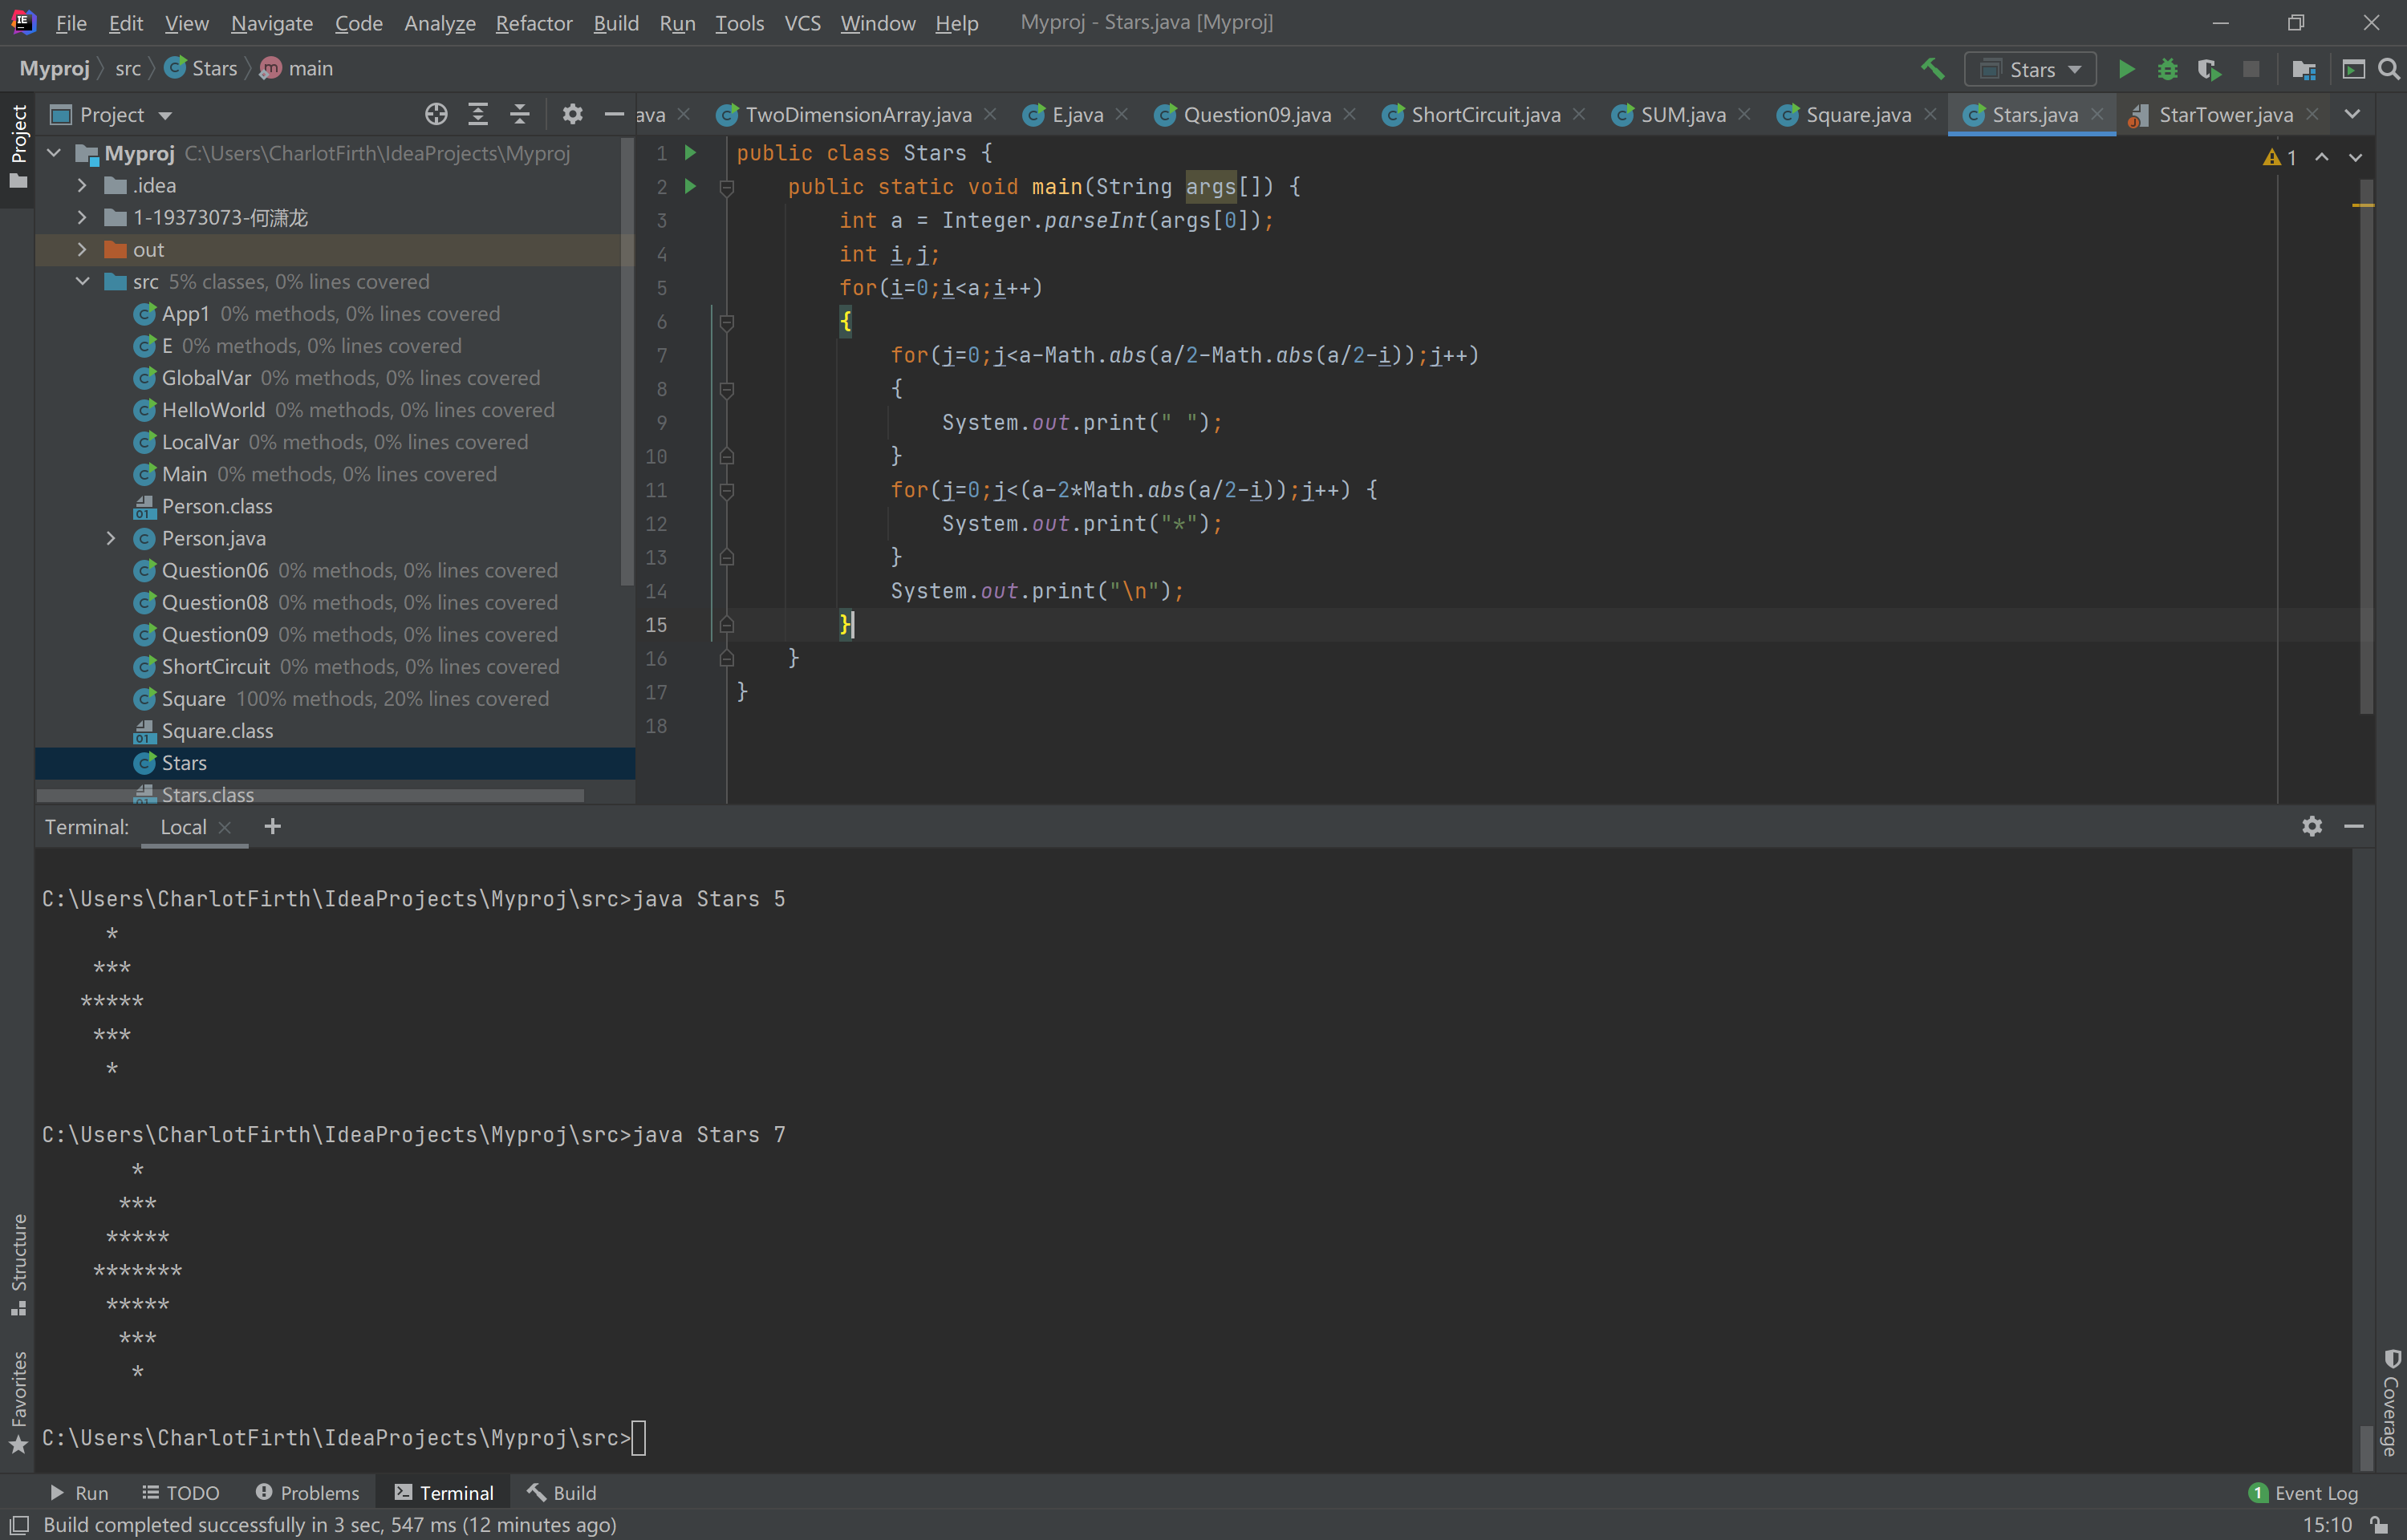 File Edit View Navigate Code Analyze Refactor Build Run Tools VCS Window Help Myproj - Stars.java [Myproj]
Myproj src Stars main Stars
Project
Project
ava TwoDimensionArray.java E.java Question09.java ShortCircuit.java SUM.java Square.java Stars.java StarTower.java
Myproj C:\Users\CharlotFirth\IdeaProjects\Myproj
.idea
1-19373073-何潇龙
out
src 5% classes, 0% lines covered
App1 0% methods, 0% lines covered
E 0% methods, 0% lines covered
GlobalVar 0% methods, 0% lines covered
HelloWorld 0% methods, 0% lines covered
LocalVar 0% methods, 0% lines covered
Main 0% methods, 0% lines covered
Person.class
Person.java
Question06 0% methods, 0% lines covered
Question08 0% methods, 0% lines covered
Question09 0% methods, 0% lines covered
ShortCircuit 0% methods, 0% lines covered
Square 100% methods, 20% lines covered
Square.class
Stars
Stars.class
1 public class Stars {
2 public static void main(String args[]) {
3 int a = Integer.parseInt(args[0]);
4 int i,j;
5 for(i=0;i<a;i++)
6 {
7 for(j=0;j<a-Math.abs(a/2-Math.abs(a/2-i));j++)
8 {
9 System.out.print(" ");
10 }
11 for(j=0;j<(a-2*Math.abs(a/2-i));j++) {
12 System.out.print("*");
13 }
14 System.out.print("\n");
15 }
16 }
17 }
18
1
Terminal: Local
C:\Users\CharlotFirth\IdeaProjects\Myproj\src>java Stars 5
*
***
*****
***
*
C:\Users\CharlotFirth\IdeaProjects\Myproj\src>java Stars 7
*
***
*****
*******
*****
***
*
C:\Users\CharlotFirth\IdeaProjects\Myproj\src>
Structure
Favorites
Coverage
Run TODO Problems Terminal Build 1 Event Log
Build completed successfully in 3 sec, 547 ms (12 minutes ago) 15:10